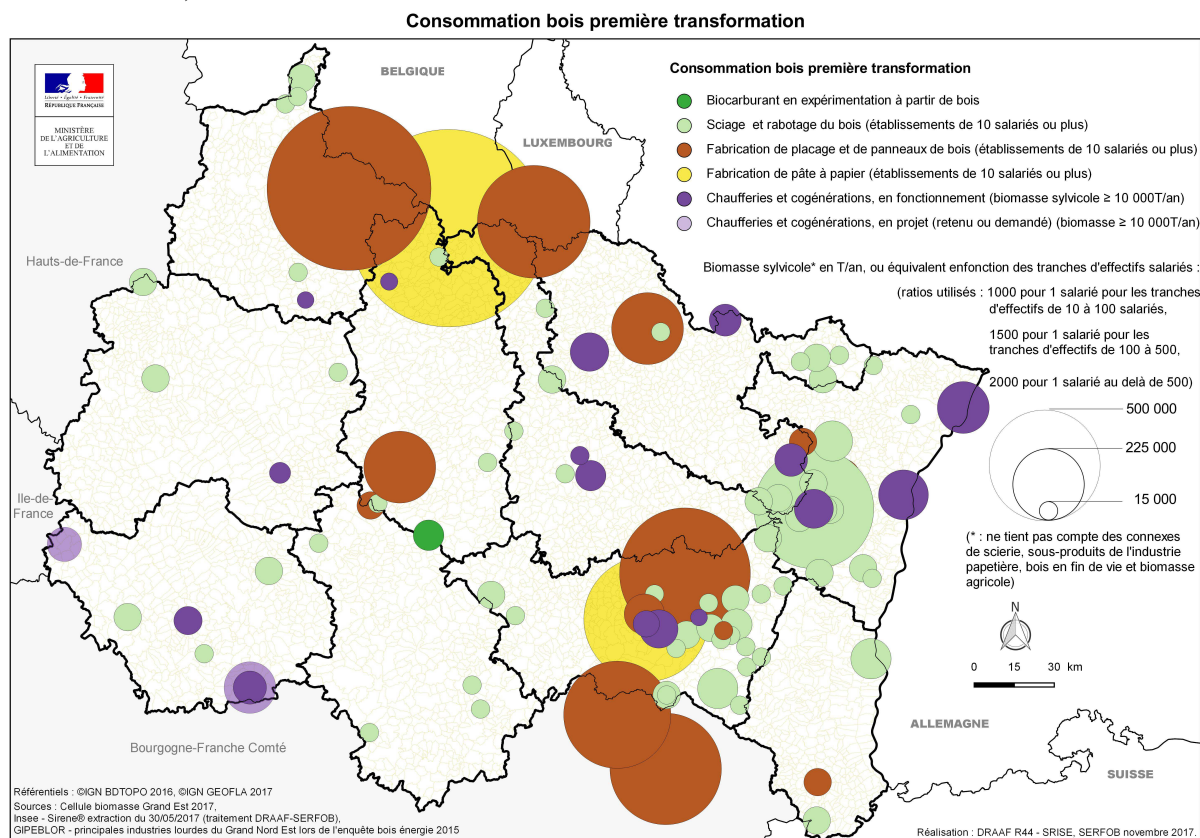 Consommation bois première transformation
BELGIQUE
LUXEMBOURG
Hauts-de-France
Ile-de-
France
Bourgogne-Franche Comté
ALLEMAGNE
SUISSE
Liberté • Égalité • Fraternité
RÉPUBLIQUE FRANÇAISE
MINISTÈRE
DE L'AGRICULTURE
ET DE
L'ALIMENTATION
Consommation bois première transformation
Biocarburant en expérimentation à partir de bois
Sciage et rabotage du bois (établissements de 10 salariés ou plus)
Fabrication de placage et de panneaux de bois (établissements de 10 salariés ou plus)
Fabrication de pâte à papier (établissements de 10 salariés ou plus)
Chaufferies et cogénérations, en fonctionnement (biomasse sylvicole ≥ 10 000T/an)
Chaufferies et cogénérations, en projet (retenu ou demandé) (biomasse ≥ 10 000T/an)
Biomasse sylvicole* en T/an, ou équivalent enfonction des tranches d'effectifs salariés :
(ratios utilisés : 1000 pour 1 salarié pour les tranches
d'effectifs de 10 à 100 salariés,
1500 pour 1 salarié pour les
tranches d'effectifs de 100 à 500,
2000 pour 1 salarié au delà de 500)
500 000
225 000
15 000
(* : ne tient pas compte des connexes
de scierie, sous-produits de l'industrie
papetière, bois en fin de vie et biomasse
agricole)
N
0 15 30 km
Référentiels : ©IGN BDTOPO 2016, ©IGN GEOFLA 2017
Sources : Cellule biomasse Grand Est 2017,
Insee - Sirene® extraction du 30/05/2017 (traitement DRAAF-SERFOB),
GIPEBLOR - principales industries lourdes du Grand Nord Est lors de l'enquête bois énergie 2015
Réalisation : DRAAF R44 - SRISE, SERFOB novembre 2017.